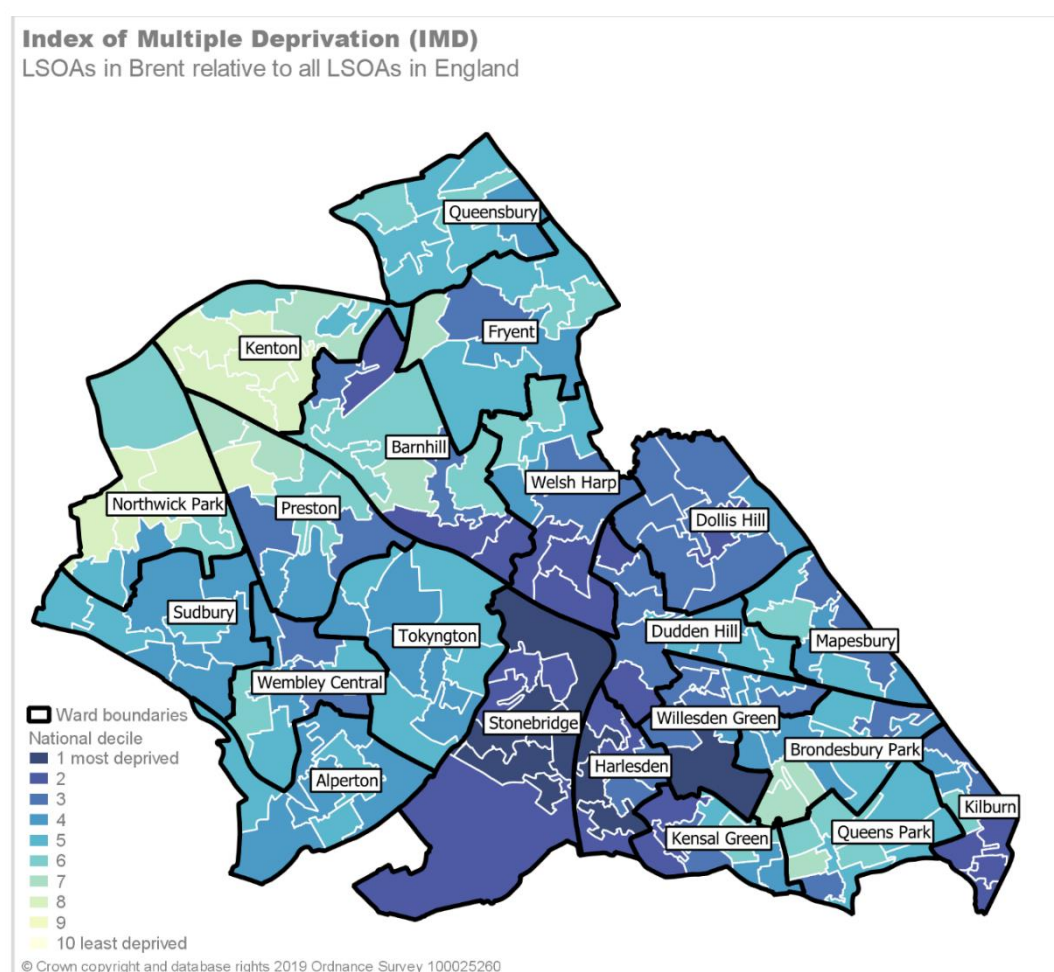 Index of Multiple Deprivation (IMD)
LSOAs in Brent relative to all LSOAs in England
Queensbury
Fryent
Kenton
Barnhill
Welsh Harp
Northwick Park
Preston
Dollis Hill
Sudbury
Tokyngton
Dudden Hill
Mapesbury
Wembley Central
Stonebridge
Willesden Green
Brondesbury Park
Harlesden
Alperton
Kilburn
Kensal Green
Queens Park
Ward boundaries
National decile
1 most deprived
2
3
4
5
6
7
8
9
10 least deprived
© Crown copyright and database rights 2019 Ordnance Survey 100025260